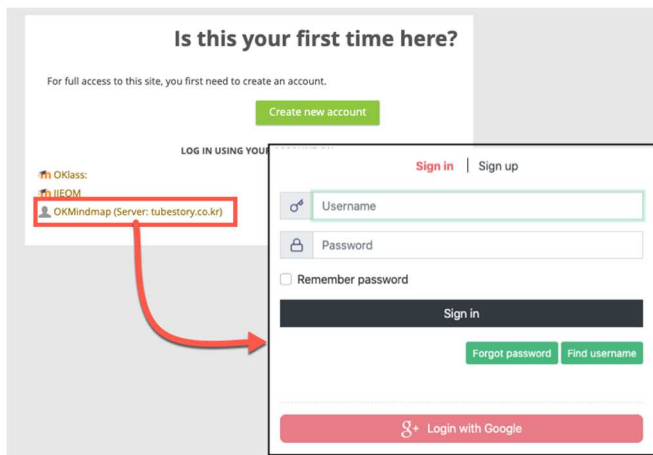 Is this your first time here?
For full access to this site, you first need to create an account.
Create new account
LOG IN USING YOUR
OKlass:
IIEOM
OKMindmap (Server: tubestory.co.kr)
Sign in | Sign up
Username
Password
Remember password
Sign in
Forgot password Find username
g+ Login with Google